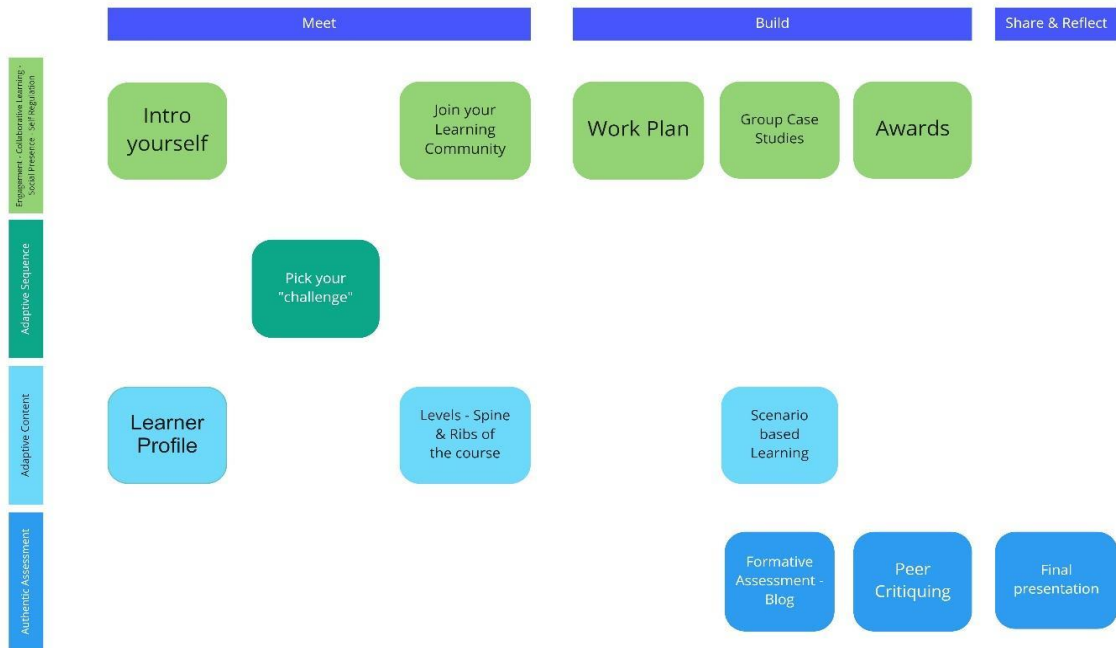 Meet
Build
Share & Reflect
Engagement - Collaborative Learning -
Social Presence - Self Regulation
Intro
yourself
Join your
Learning
Community
Work Plan
Group Case
Studies
Awards
Adaptive Sequence
Pick your
"challenge"
Adaptive Content
Learner
Profile
Levels - Spine
& Ribs of
the course
Scenario
based
Learning
Authentic Assessment
Formative
Assessment -
Blog
Peer
Critiquing
Final
presentation